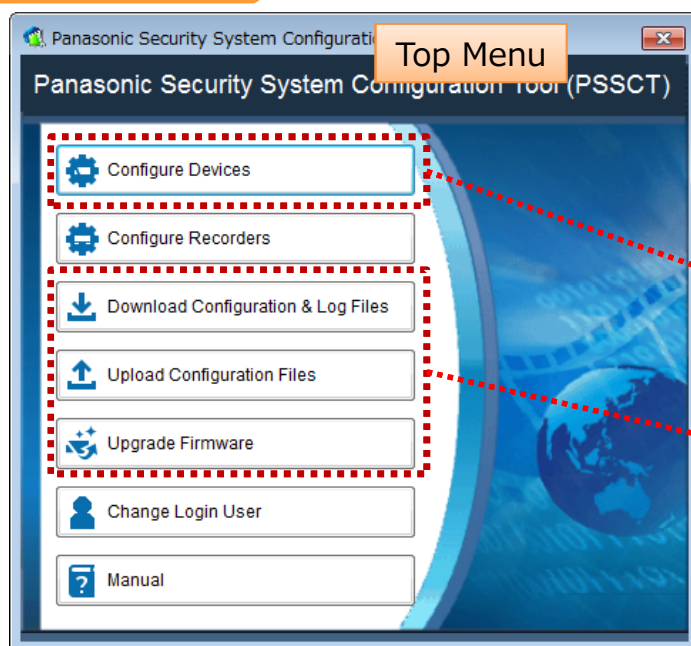 Panasonic Security System Configurati
Top Menu
Panasonic Security System Configuration Tool (PSSCT)
Configure Devices
Configure Recorders
Download Configuration & Log Files
Upload Configuration Files
Upgrade Firmware
Change Login User
Manual